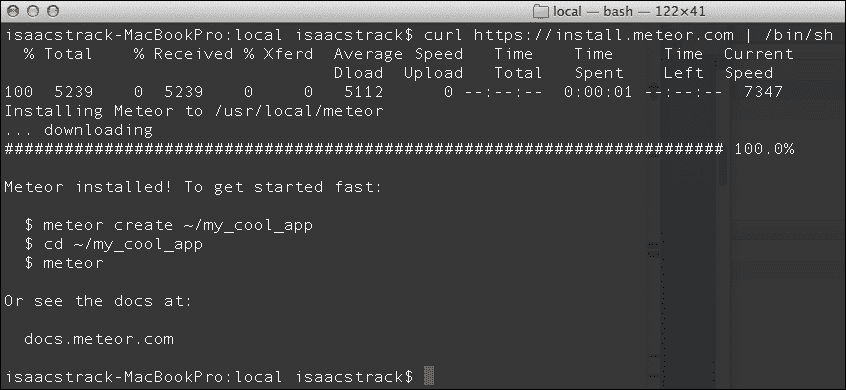 local — bash — 122×41
isaacstrack-MacBookPro:local isaacstrack$ curl https://install.meteor.com | /bin/sh
  % Total    % Received % Xferd  Average Speed   Time    Time     Time  Current
                                 Dload  Upload   Total   Spent    Left  Speed
100  5239    0  5239    0     0   5112      0 --:--:--  0:00:01 --:--:--  7347
Installing Meteor to /usr/local/meteor
... downloading
######################################################################## 100.0%
Meteor installed! To get started fast:
  $ meteor create ~/my_cool_app
  $ cd ~/my_cool_app
  $ meteor
Or see the docs at:
  docs.meteor.com
isaacstrack-MacBookPro:local isaacstrack$